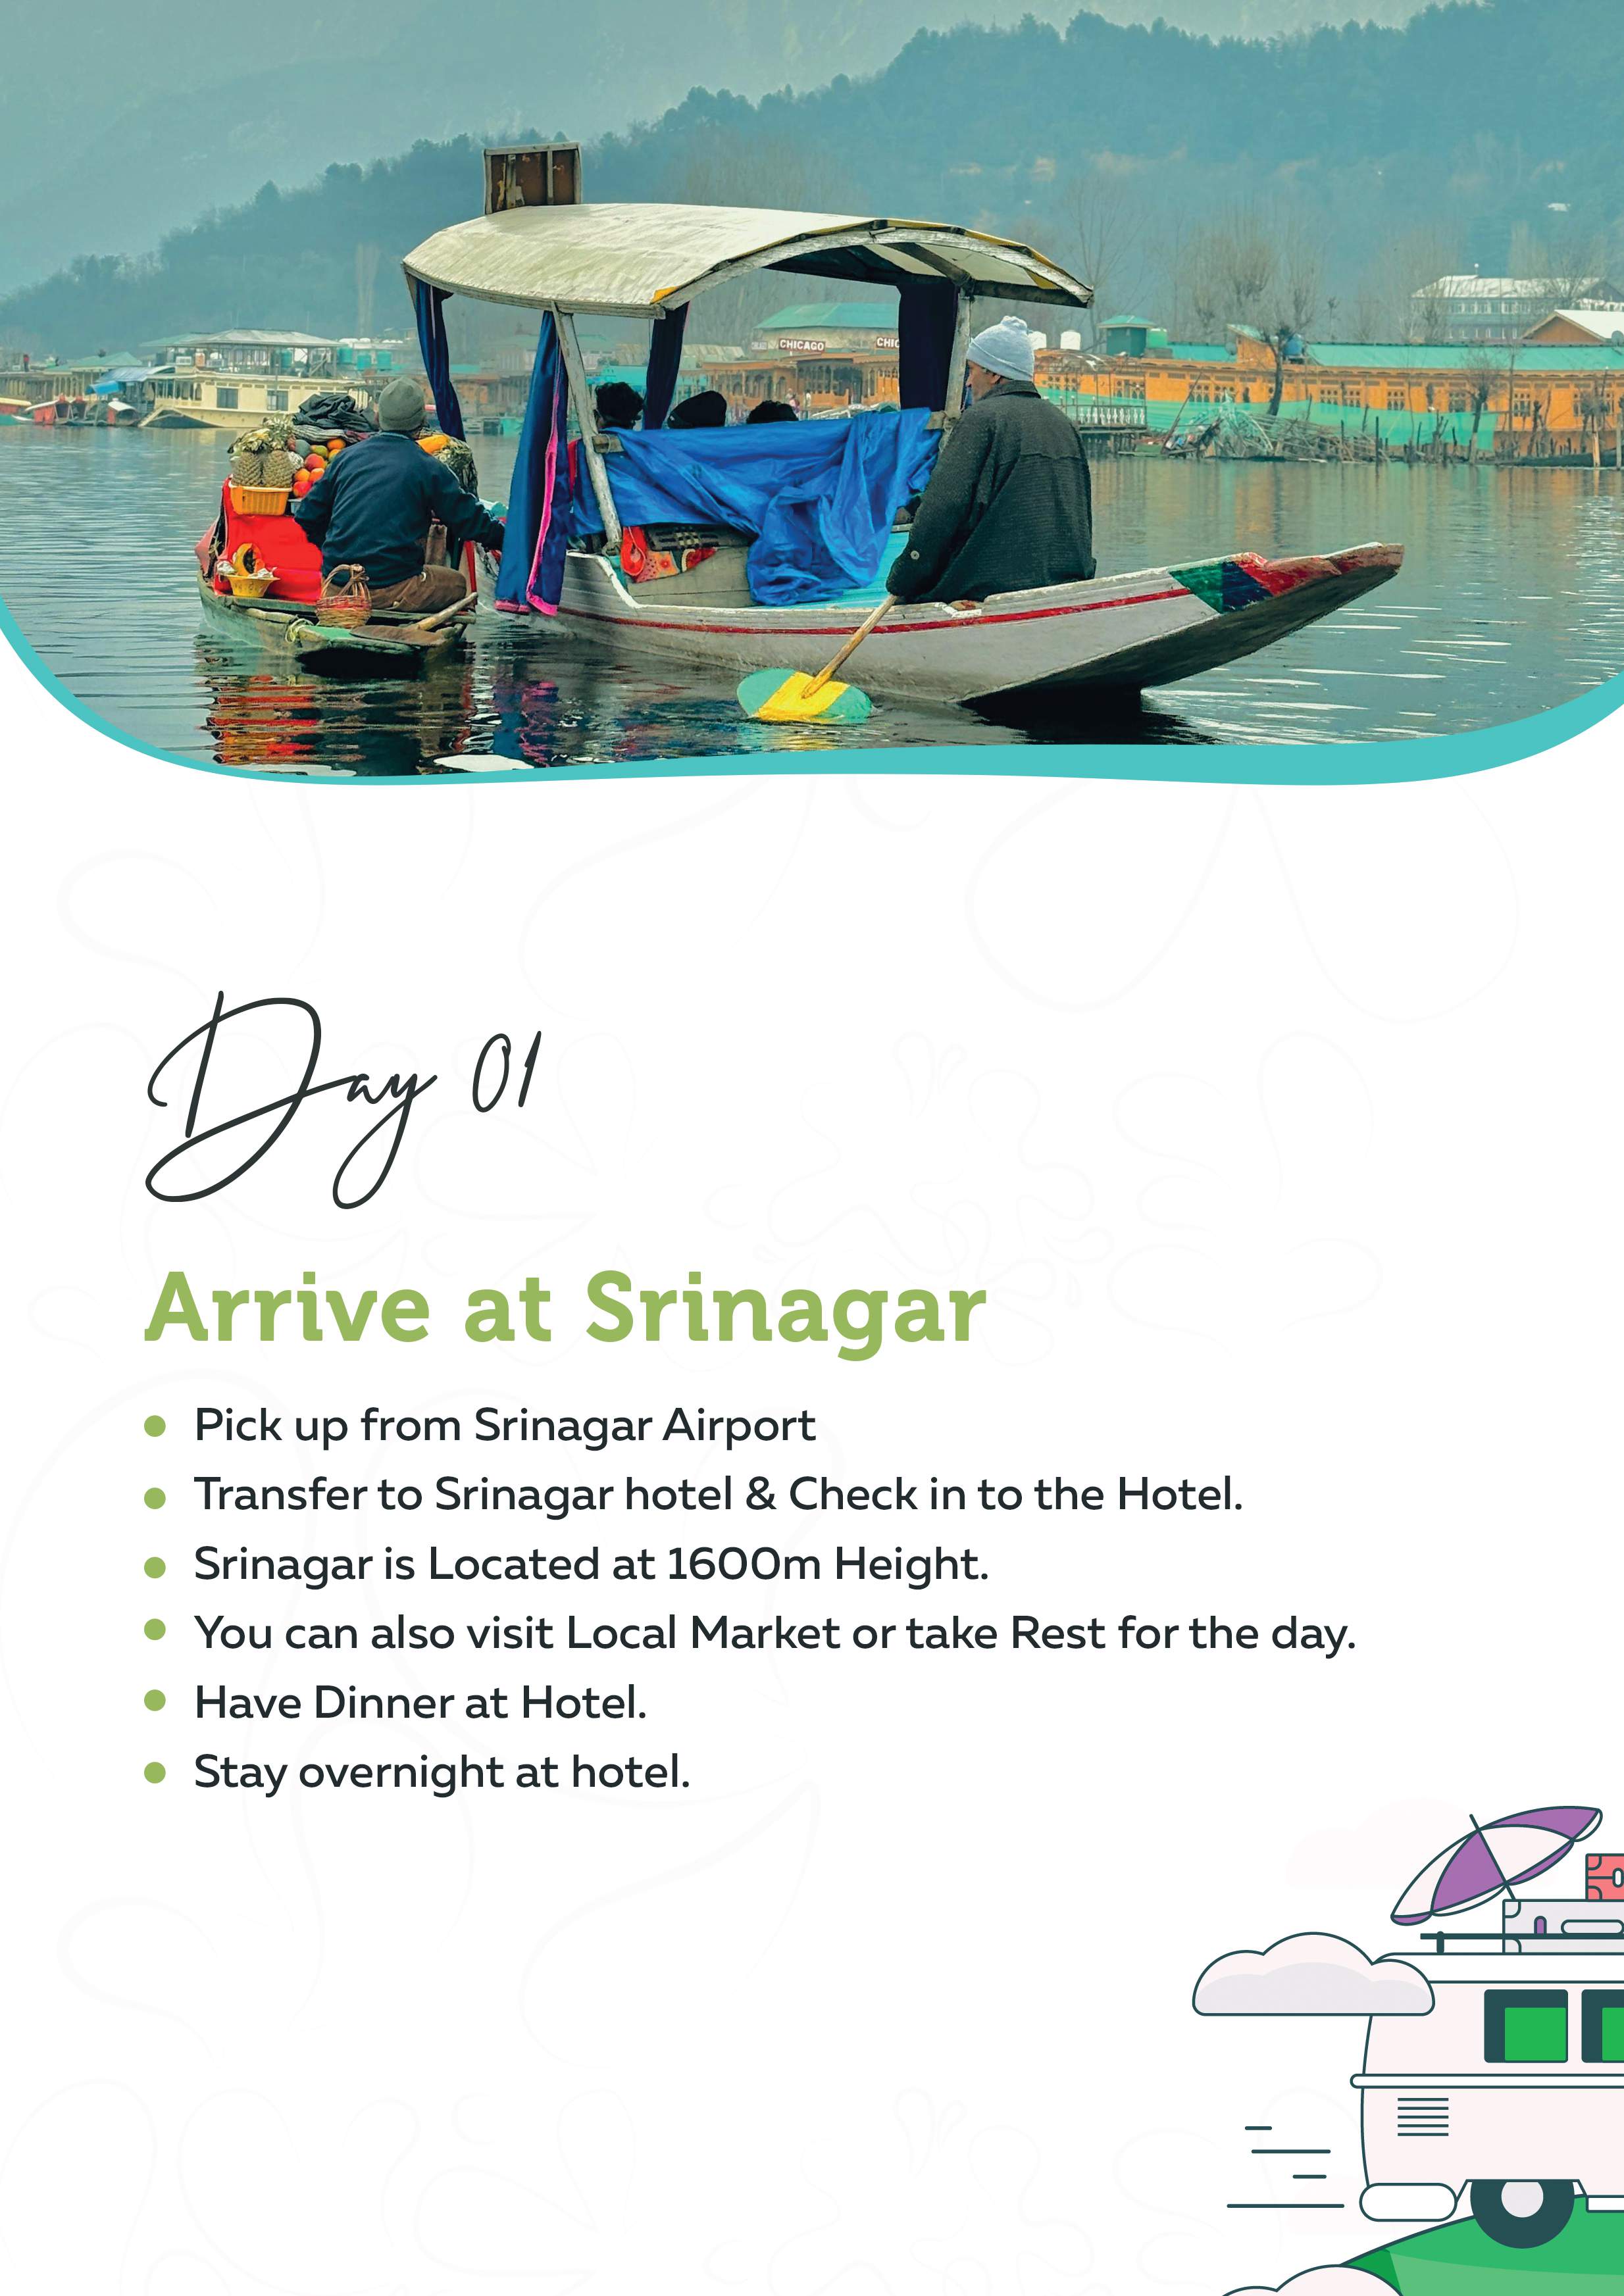 CHICAGO
CHIC
Day 01
Arrive at Srinagar
Pick up from Srinagar Airport
Transfer to Srinagar hotel & Check in to the Hotel.
Srinagar is Located at 1600m Height.
You can also visit Local Market or take Rest for the day.
Have Dinner at Hotel.
Stay overnight at hotel.